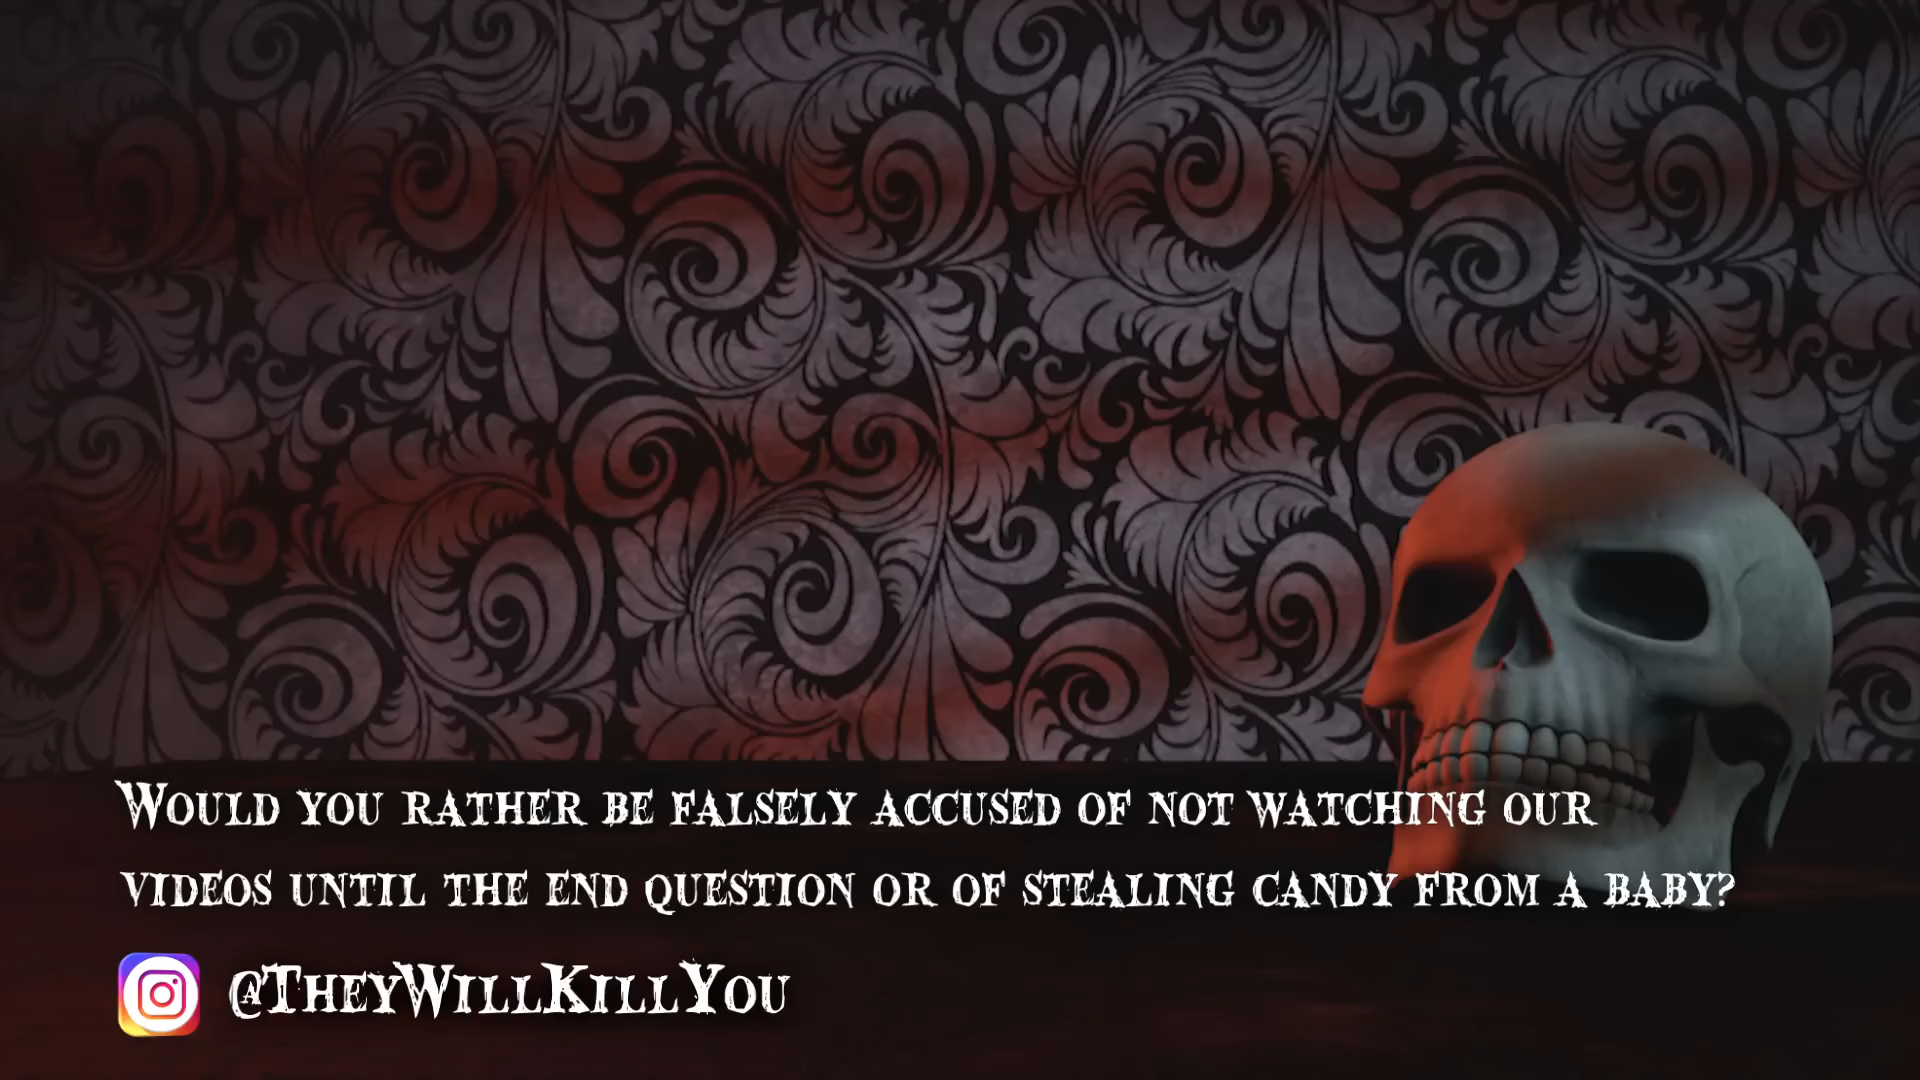 Would you rather be falsely accused of not watching our
videos until the end question or of stealing candy from a baby?
@TheyWillKillYou